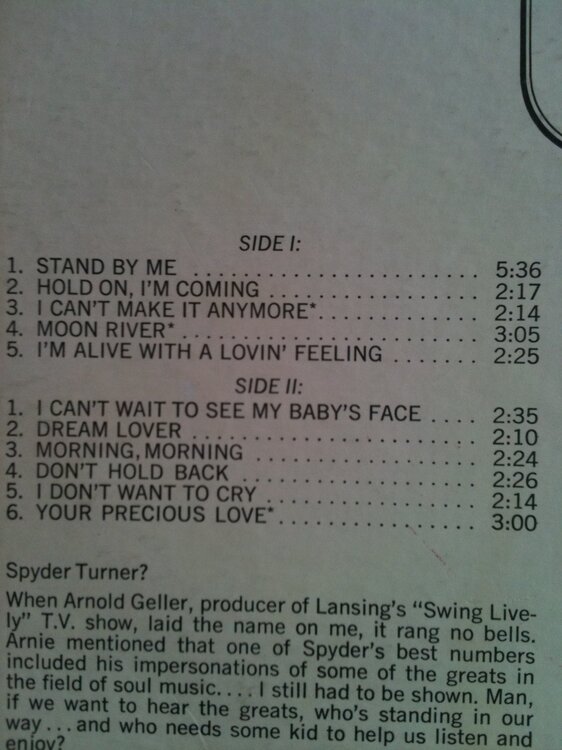 SIDE I:
1. STAND BY ME ........................... 5:36
2. HOLD ON, I'M COMING .................... 2:17
3. I CAN'T MAKE IT ANYMORE*............... 2:14
4. MOON RIVER* ........................... 3:05
5. I'M ALIVE WITH A LOVIN' FEELING ....... 2:25
SIDE II:
1. I CAN'T WAIT TO SEE MY BABY'S FACE .... 2:35
2. DREAM LOVER ........................... 2:10
3. MORNING, MORNING ...................... 2:24
4. DON'T HOLD BACK ....................... 2:26
5. I DON'T WANT TO CRY ................... 2:14
6. YOUR PRECIOUS LOVE*.................... 3:00
Spyder Turner?
When Arnold Geller, producer of Lansing's "Swing Live-
ly" T.V. show, laid the name on me, it rang no bells.
Arnie mentioned that one of Spyder's best numbers
included his impersonations of some of the greats in
the field of soul music.... I still had to be shown. Man,
if we want to hear the greats, who's standing in our
way...and who needs some kid to help us listen and
enjoy?